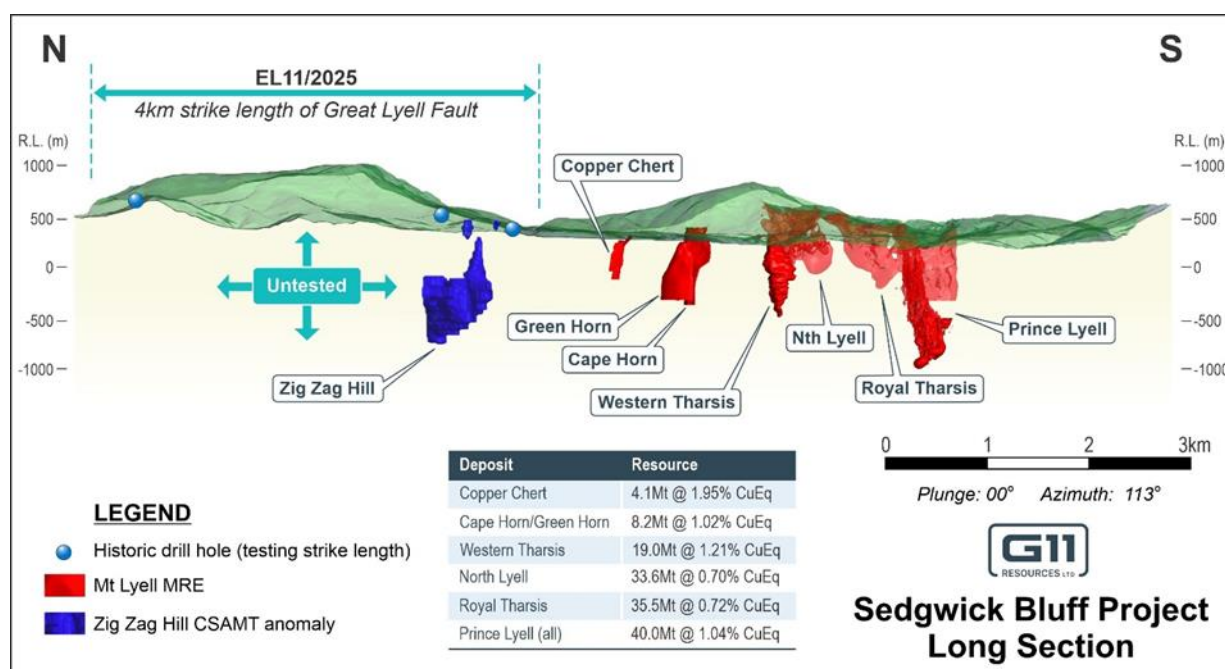 N
S
EL11/2025
4km strike length of Great Lyell Fault
R.L. (m)
1000
500
0
-500
-1000
R.L. (m)
1000
500
0
-500
-1000
Untested
Zig Zag Hill
Copper Chert
Green Horn
Cape Horn
Western Tharsis
Nth Lyell
Royal Tharsis
Prince Lyell
0 1 2 3km
Plunge: 00° Azimuth: 113°
Deposit Resource
Copper Chert 4.1Mt @ 1.95% CuEq
Cape Horn/Green Horn 8.2Mt @ 1.02% CuEq
Western Tharsis 19.0Mt @ 1.21% CuEq
North Lyell 33.6Mt @ 0.70% CuEq
Royal Tharsis 35.5Mt @ 0.72% CuEq
Prince Lyell (all) 40.0Mt @ 1.04% CuEq
LEGEND
Historic drill hole (testing strike length)
Mt Lyell MRE
Zig Zag Hill CSAMT anomaly
G11
RESOURCES LTD
Sedgwick Bluff Project
Long Section